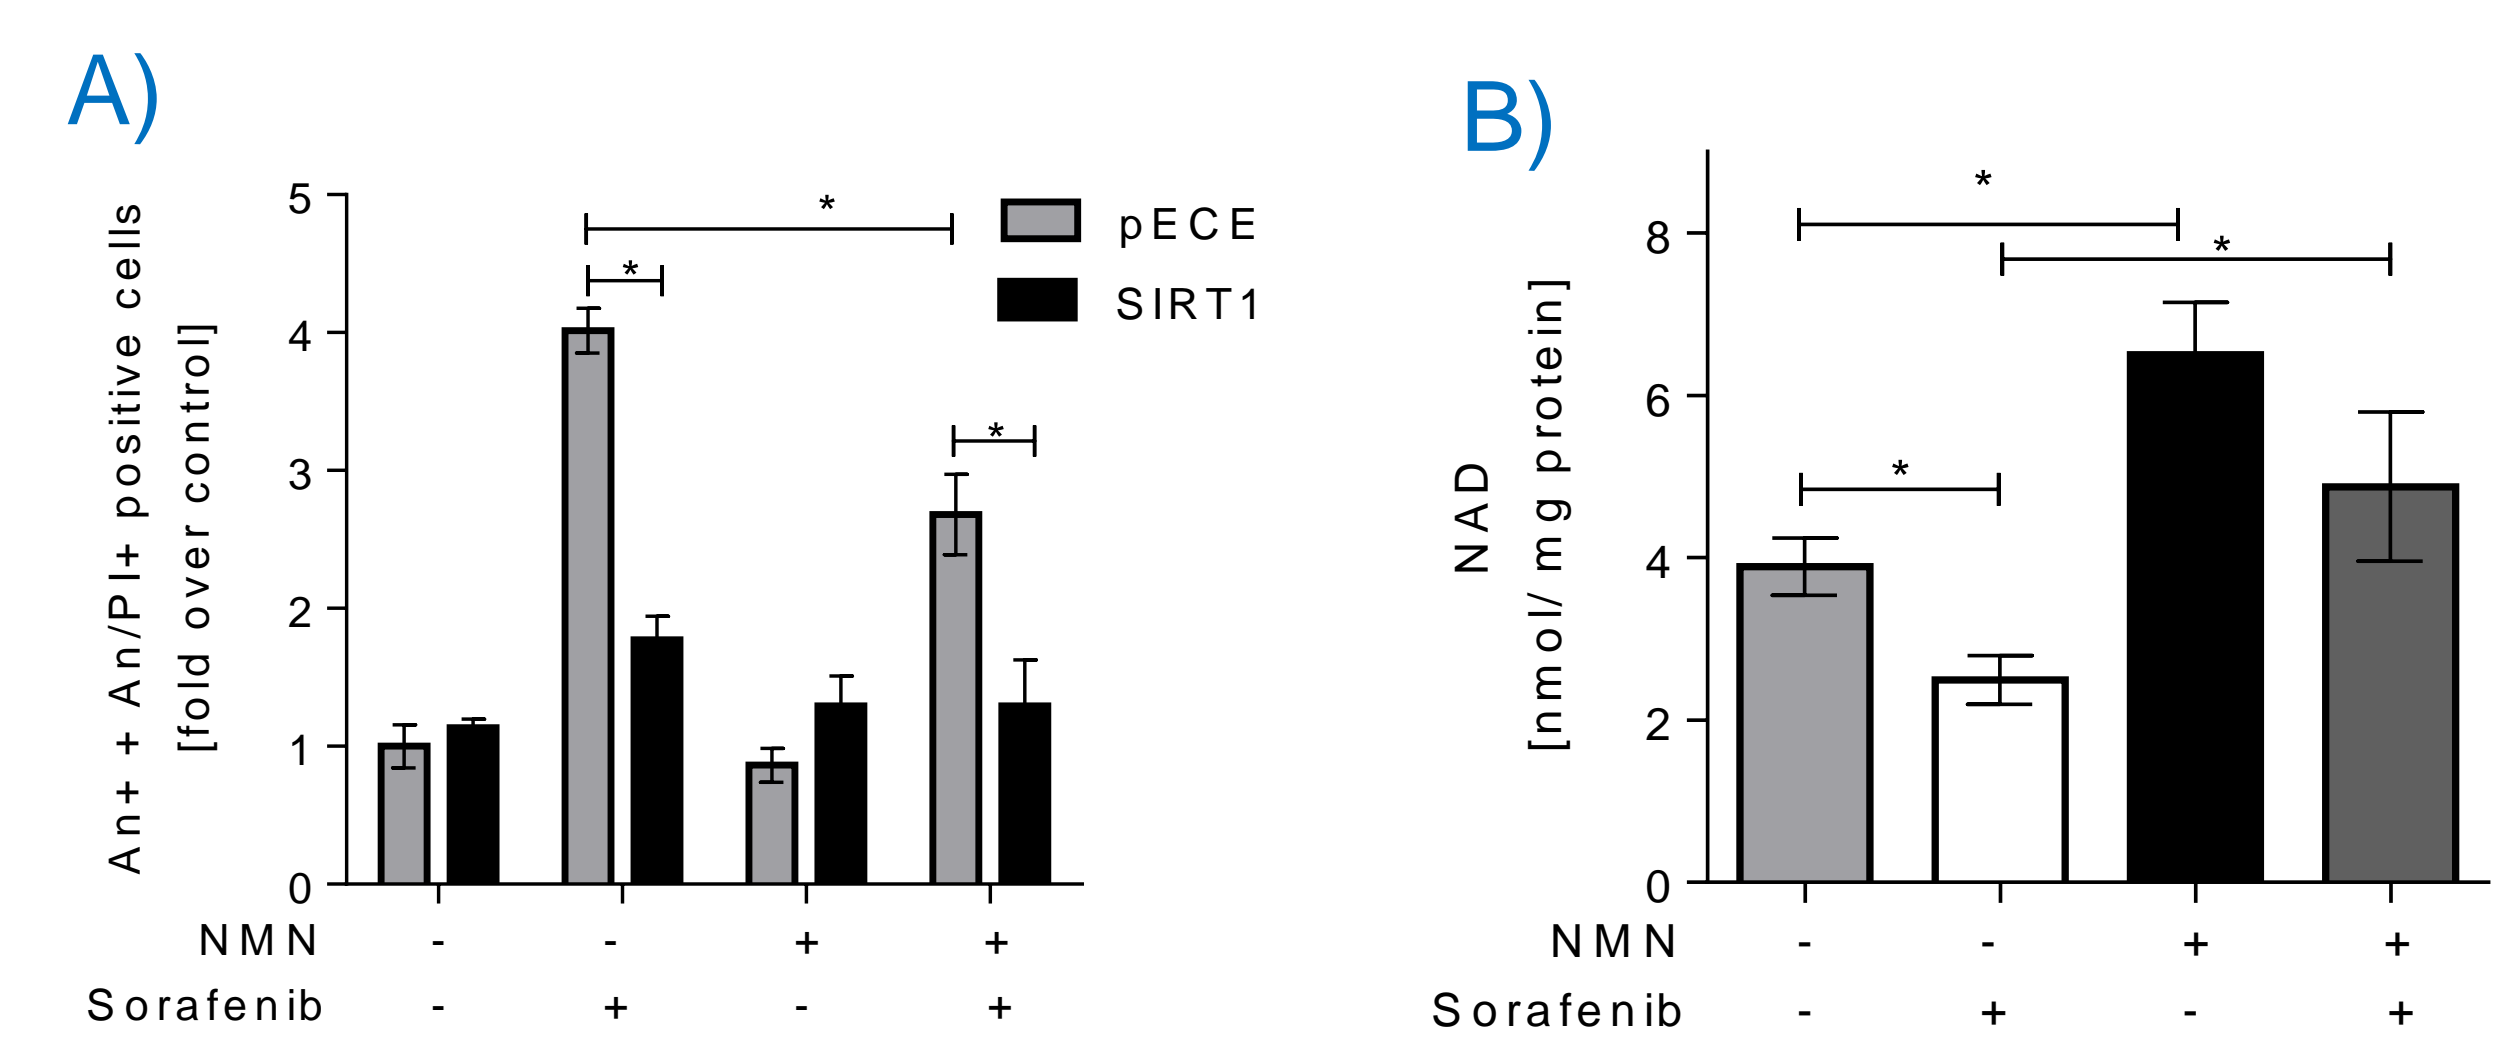 A)
An+ + An/PI+ positive cells
[fold over control]
5
4
3
2
1
0
*
*
*
pECE
SIRT1
NMN - - + +
Sorafenib - + - +
B)
NAD
[nmol/ mg protein]
8
6
4
2
0
*
*
*
NMN - - + +
Sorafenib - + - +